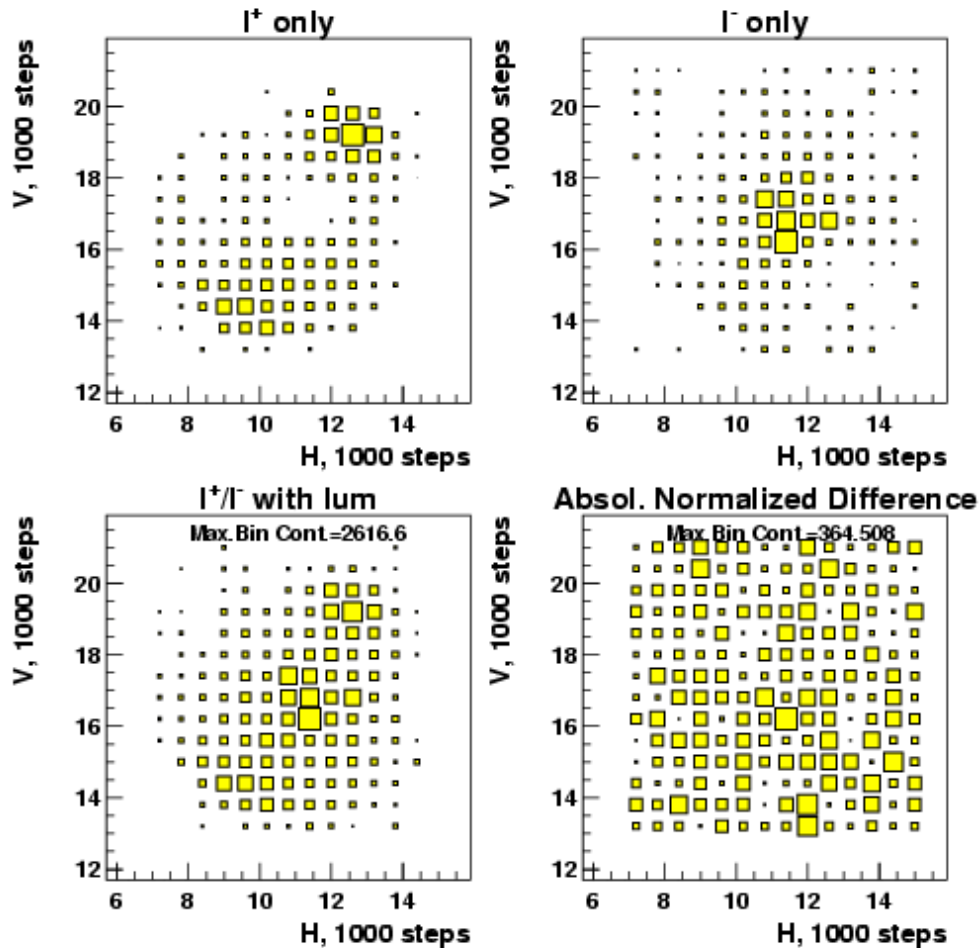 I⁺ only
V, 1000 steps
20
18
16
14
12
6 8 10 12 14
H, 1000 steps
I⁻ only
V, 1000 steps
20
18
16
14
12
6 8 10 12 14
H, 1000 steps
I⁺/I⁻ with lum
Max. Bin Cont.=2616.6
V, 1000 steps
20
18
16
14
12
6 8 10 12 14
H, 1000 steps
Absol. Normalized Difference
Max. Bin Cont.=364.508
V, 1000 steps
20
18
16
14
12
6 8 10 12 14
H, 1000 steps